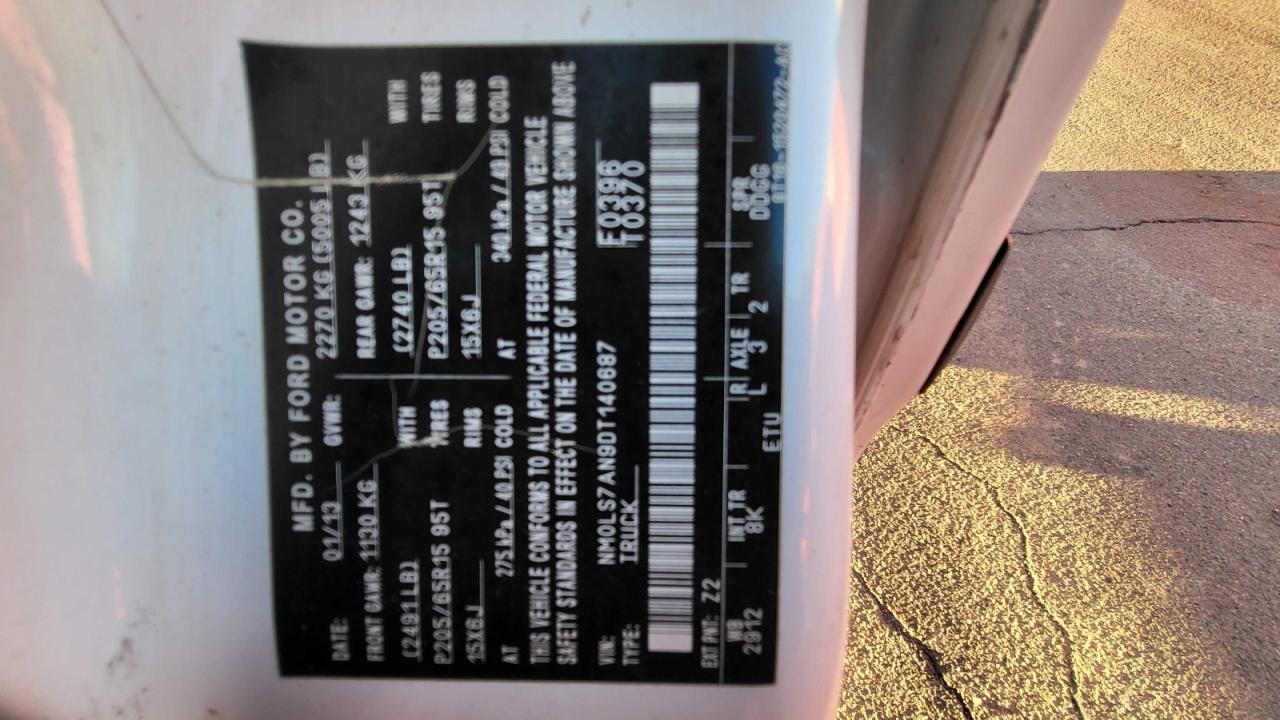 MFD. BY FORD MOTOR CO.
DATE: 01/13 GVWR: 2270 KG (5005 LB)
FRONT GAWR: 1130 KG REAR GAWR: 1243 KG
(2491LB) WITH (2740 LB) WITH
P205/65R15 95T TIRES P205/65R15 95T TIRES
15X6J RIMS 15X6J RIMS
AT 275 kPa / 40 PSI COLD AT 340 kPa / 49 PSI COLD
THIS VEHICLE CONFORMS TO ALL APPLICABLE FEDERAL MOTOR VEHICLE
SAFETY STANDARDS IN EFFECT ON THE DATE OF MANUFACTURE SHOWN ABOVE
VIN: NM0LS7AN9DT140687 F0396
TYPE: TRUCK T0370
EXT PNT: Z2
WB INT TR R AXLE TR SPR
2912 8K L 3 2 DDGG
ETU